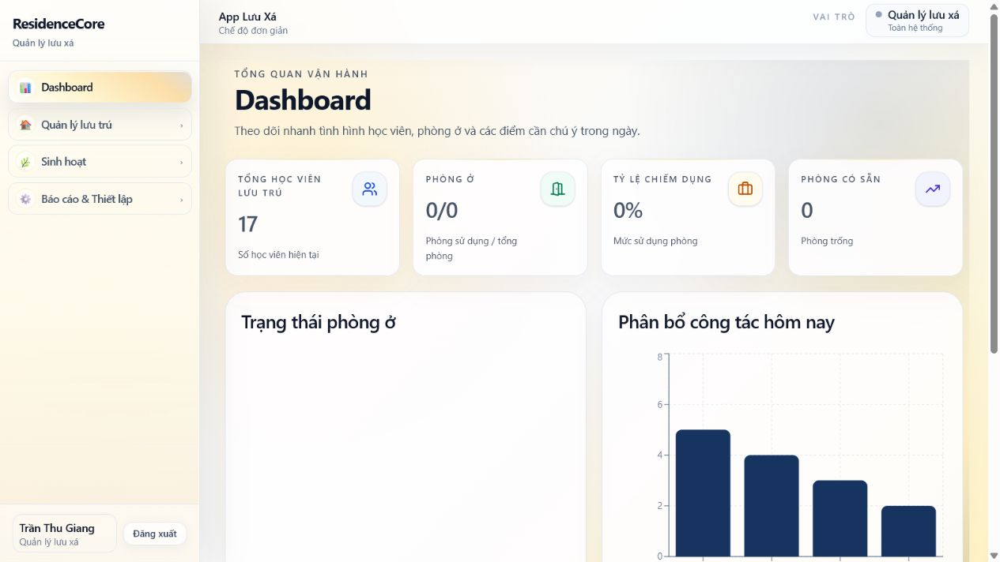 ResidenceCore
Quản lý lưu xá
Dashboard
Quản lý lưu trú
Sinh hoạt
Báo cáo & Thiết lập
Trần Thu Giang
Quản lý lưu xá
Đăng xuất
App Lưu Xá
Chế độ đơn giản
VAI TRÒ
Quản lý lưu xá
Toàn hệ thống
TỔNG QUAN VẬN HÀNH
Dashboard
Theo dõi nhanh tình hình học viên, phòng ở và các điểm cần chú ý trong ngày.
TỔNG HỌC VIÊN
LƯU TRÚ
17
Số học viên hiện tại
PHÒNG Ở
0/0
Phòng sử dụng / tổng
phòng
TỶ LỆ CHIẾM DỤNG
0%
Mức sử dụng phòng
PHÒNG CÓ SẴN
0
Phòng trống
Trạng thái phòng ở
Phân bổ công tác hôm nay
8
6
4
2
0